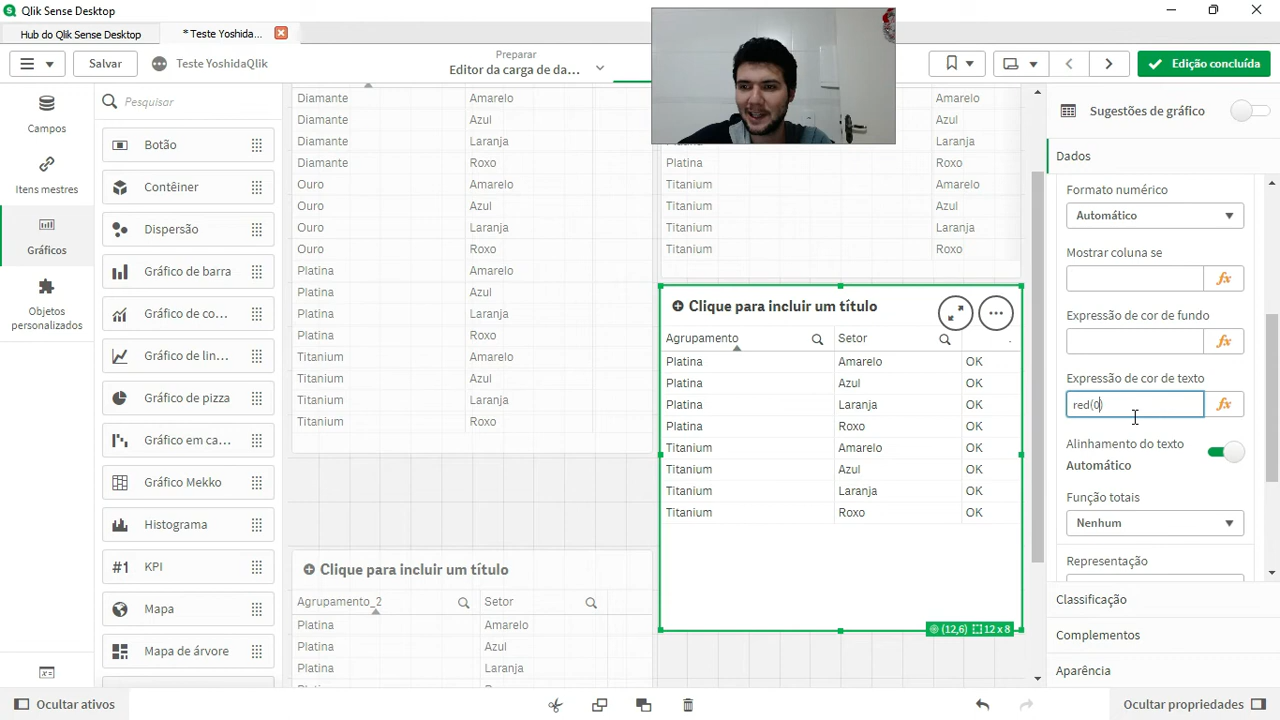 Qlik Sense Desktop
Hub do Qlik Sense Desktop
* Teste Yoshida...
Salvar
Teste YoshidaQlik
Preparar
Editor da carga de da...
Edição concluída
Campos
Itens mestres
Gráficos
Objetos
personalizados
Pesquisar
Botão
Contêiner
Dispersão
Gráfico de barra
Gráfico de co...
Gráfico de lin...
Gráfico de pizza
Gráfico em ca...
Gráfico Mekko
Histograma
#1 KPI
Mapa
Mapa de árvore
Diamante Amarelo
Diamante Azul
Diamante Laranja
Diamante Roxo
Ouro Amarelo
Ouro Azul
Ouro Laranja
Ouro Roxo
Platina Amarelo
Platina Azul
Platina Laranja
Platina Roxo
Titanium Amarelo
Titanium Azul
Titanium Laranja
Titanium Roxo
Clique para incluir um título
Agrupamento_2 Setor
Platina Amarelo
Platina Azul
Platina Laranja
Amarelo
Azul
Laranja
Platina Roxo
Titanium Amarelo
Titanium Azul
Titanium Laranja
Titanium Roxo
Clique para incluir um título
Agrupamento Setor .
Platina Amarelo OK
Platina Azul OK
Platina Laranja OK
Platina Roxo OK
Titanium Amarelo OK
Titanium Azul OK
Titanium Laranja OK
Titanium Roxo OK
(12,6) 12 x 8
Sugestões de gráfico
Dados
Formato numérico
Automático
Mostrar coluna se
fx
Expressão de cor de fundo
fx
Expressão de cor de texto
red(0) fx
Alinhamento do texto
Automático
Função totais
Nenhum
Representação
Classificação
Complementos
Aparência
Ocultar ativos
Ocultar propriedades